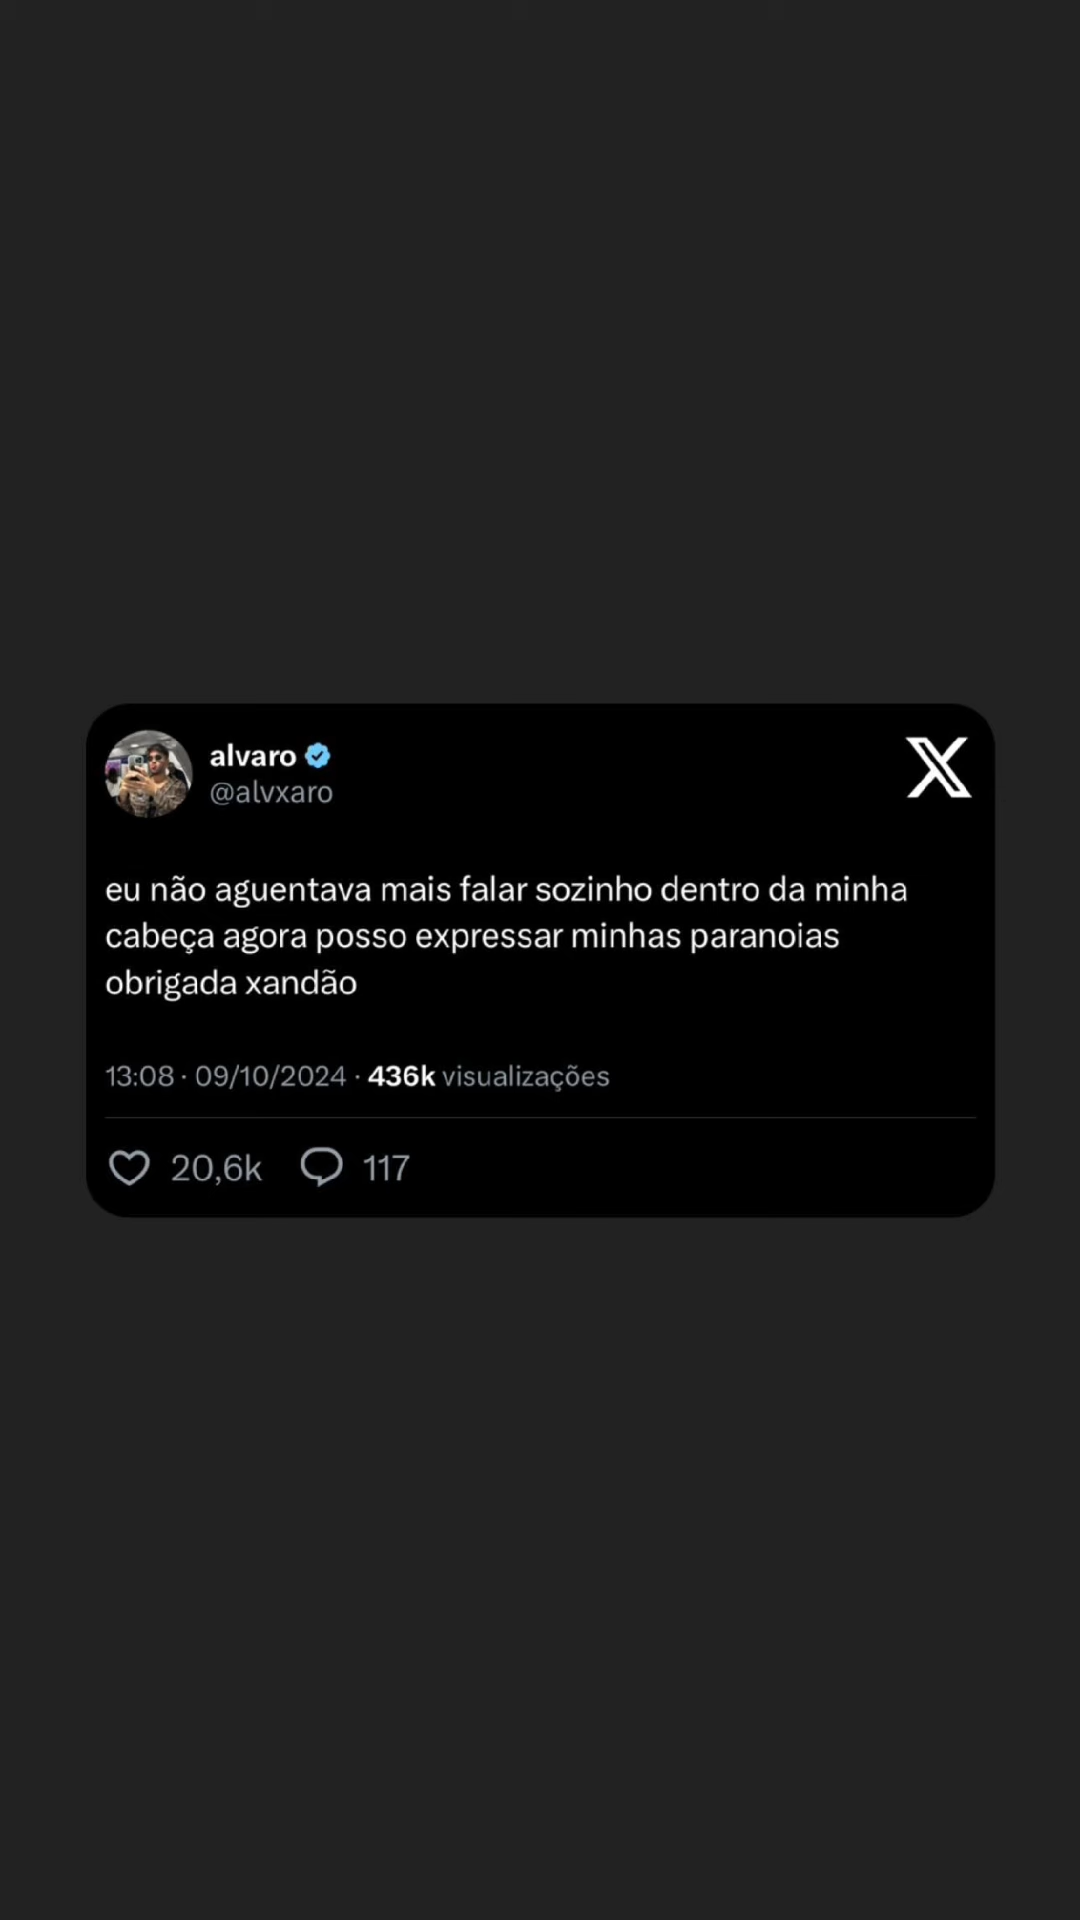 alvaro
@alvxaro
eu não aguentava mais falar sozinho dentro da minha
cabeça agora posso expressar minhas paranoias
obrigada xandão
13:08 · 09/10/2024 · 436k visualizações
20,6k 117